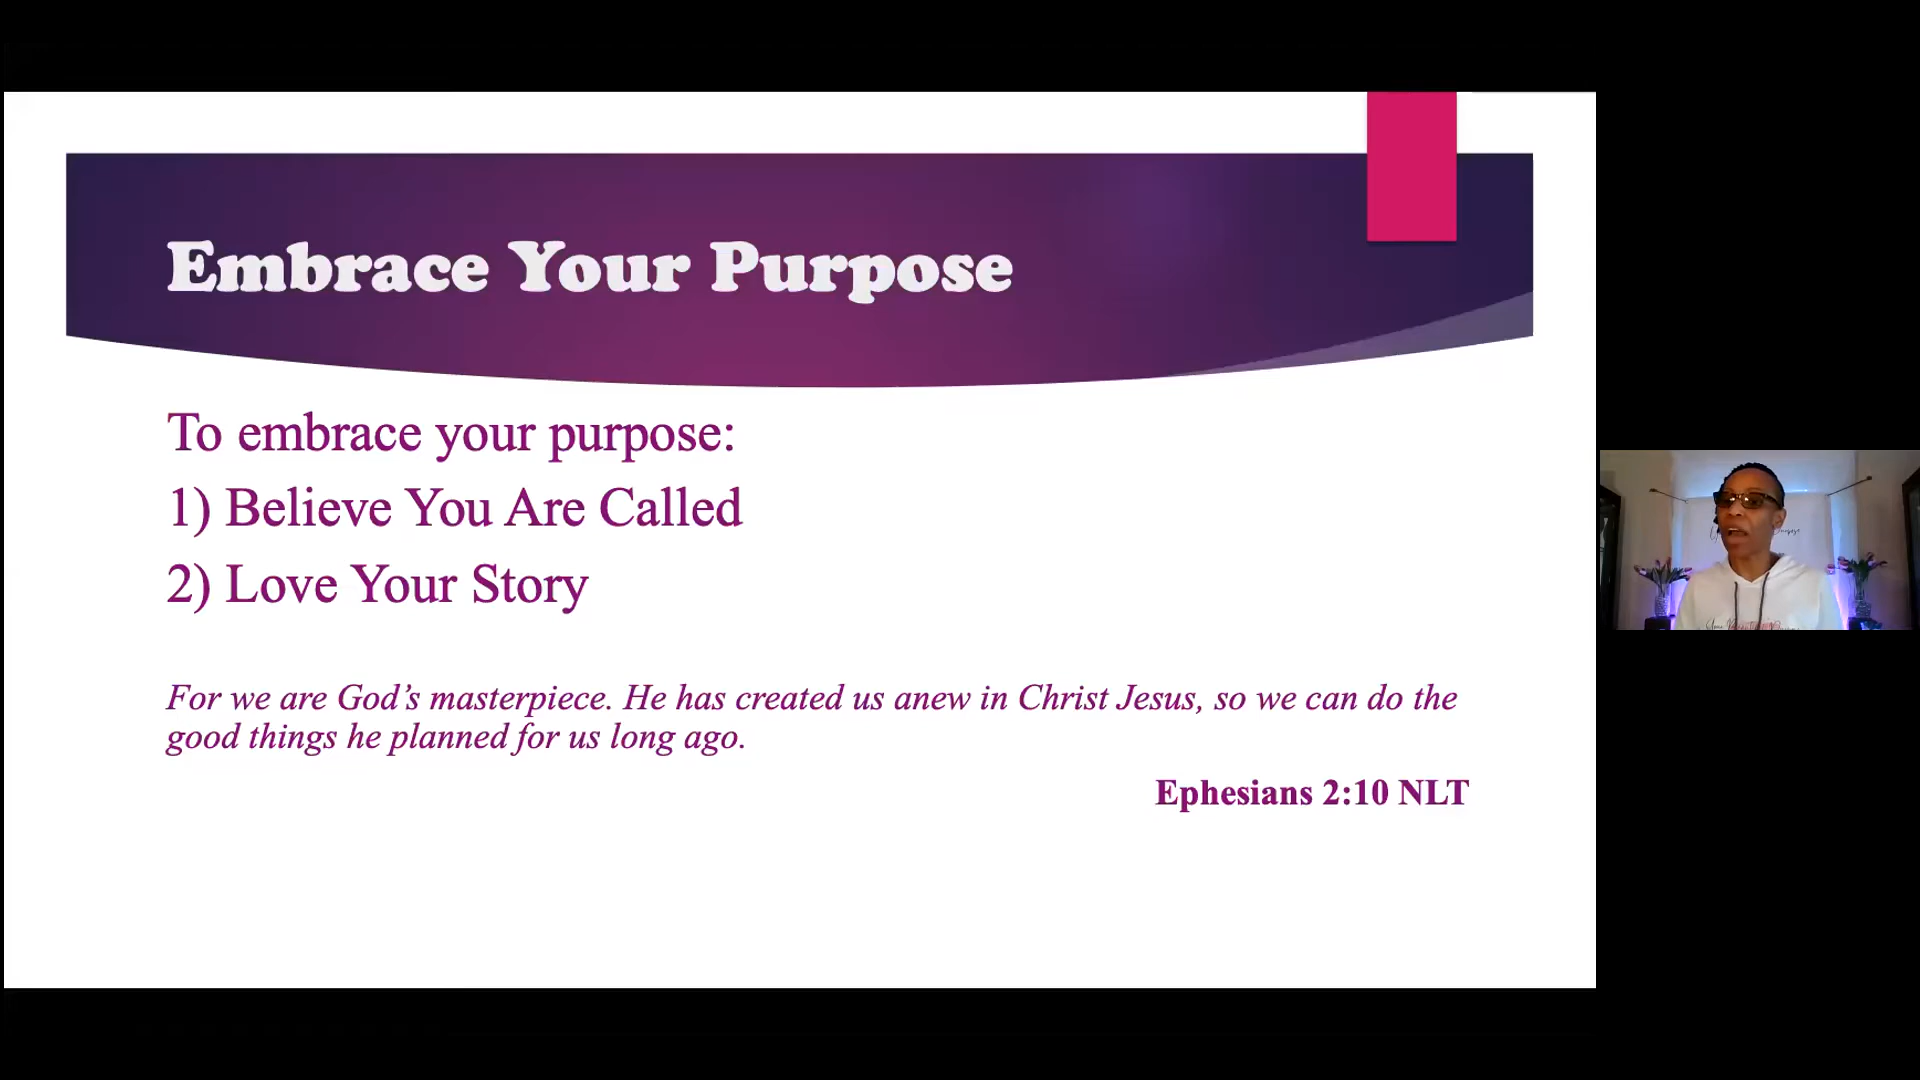 Embrace Your Purpose
To embrace your purpose:
1) Believe You Are Called
2) Love Your Story
For we are God’s masterpiece. He has created us anew in Christ Jesus, so we can do the
good things he planned for us long ago.
Ephesians 2:10 NLT